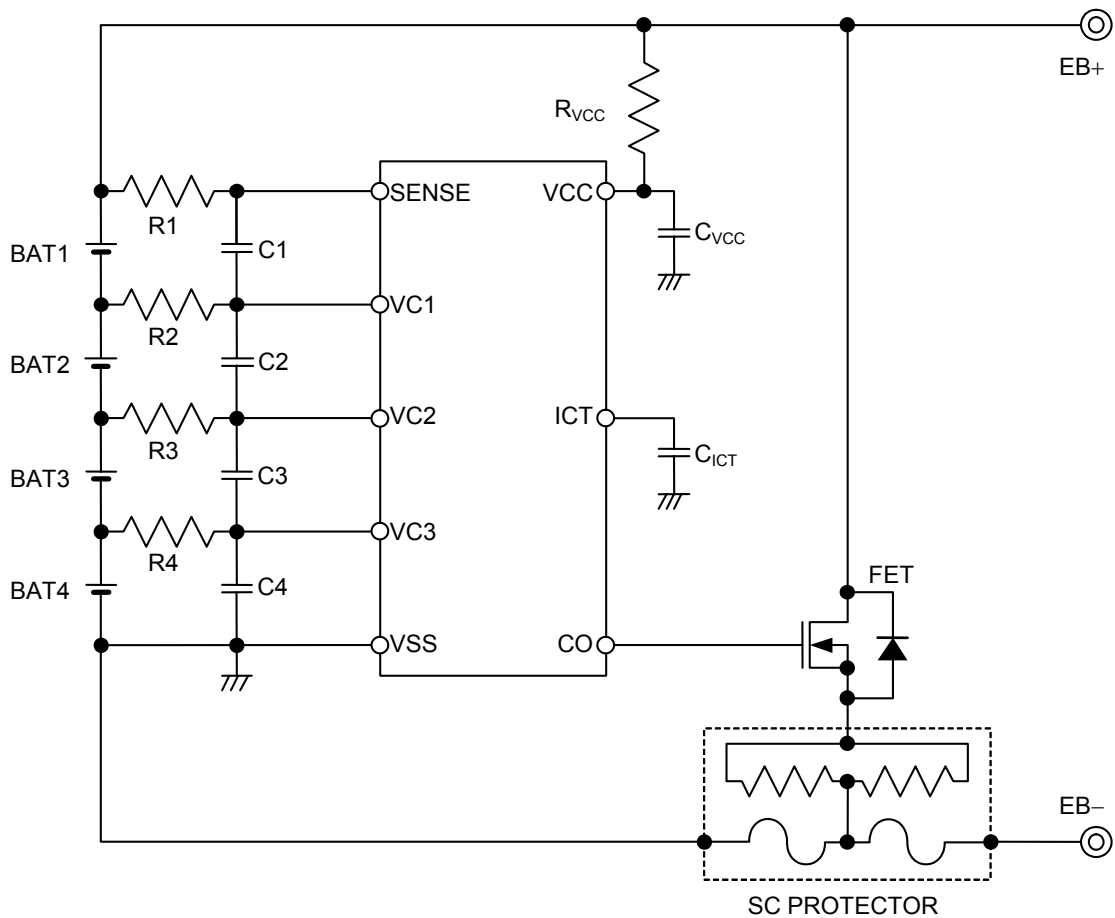 EB+
RVCC
SENSE
VCC
R1
BAT1
C1
CVCC
VC1
R2
BAT2
C2
VC2
ICT
R3
CICT
BAT3
C3
VC3
R4
FET
BAT4
C4
VSS
CO
EB−
SC PROTECTOR